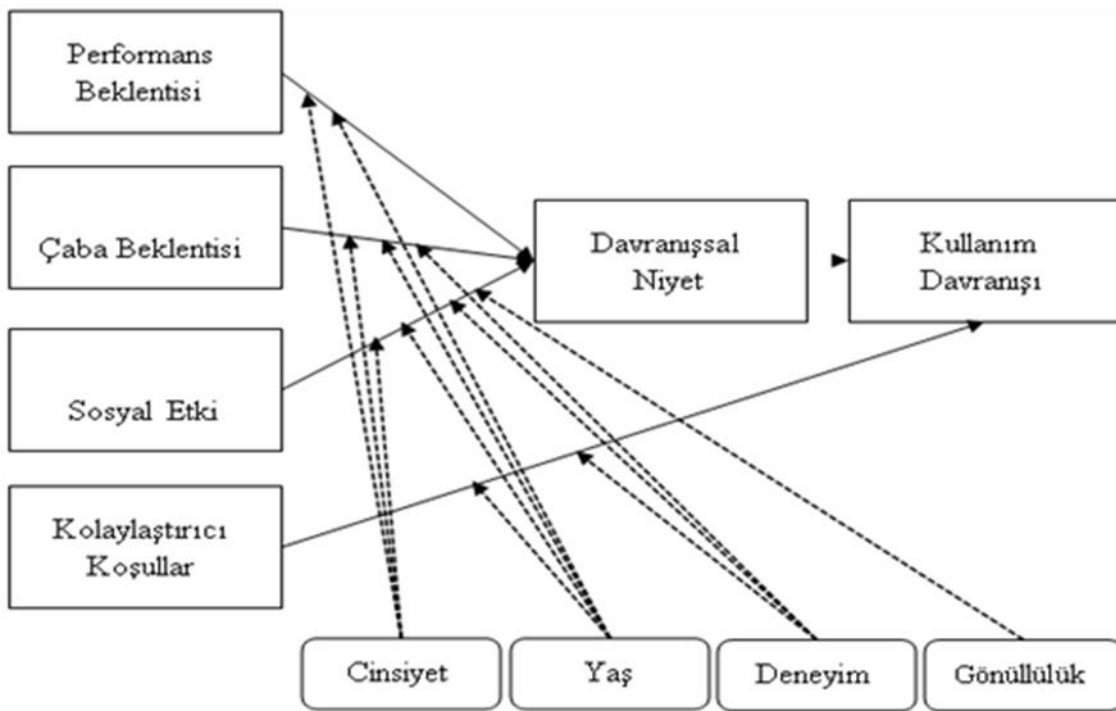 Performans
Beklentisi
Çaba Beklentisi
Davranışsal
Niyet
Kullanım
Davranışı
Sosyal Etki
Kolaylaştırıcı
Koşullar
Cinsiyet
Yaş
Deneyim
Gönüllülük